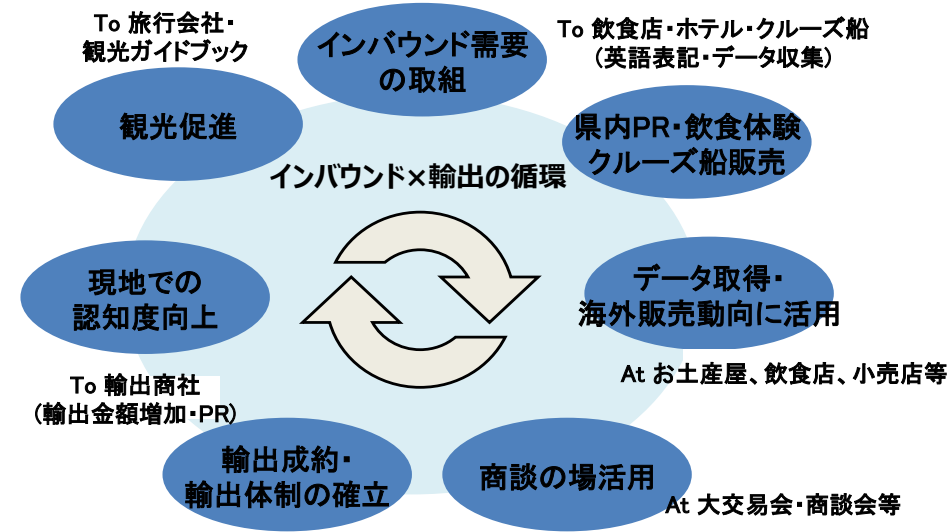 To 旅行会社・
観光ガイドブック
インバウンド需要
の取組
To 飲食店・ホテル・クルーズ船
(英語表記・データ収集)
観光促進
県内PR・飲食体験
クルーズ船販売
インバウンド×輸出の循環
現地での
認知度向上
データ取得・
海外販売動向に活用
To 輸出商社
(輸出金額増加・PR)
At お土産屋、飲食店、小売店等
輸出成約・
輸出体制の確立
商談の場活用
At 大交易会・商談会等